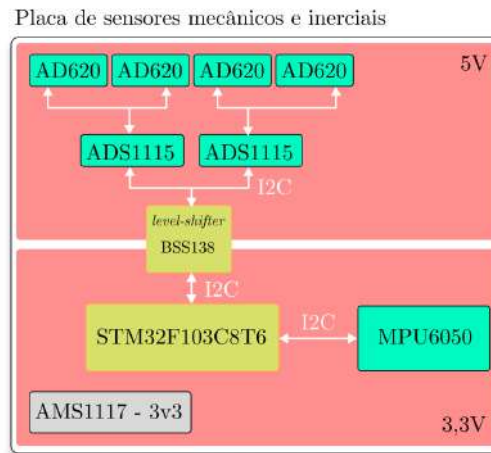 Placa de sensores mecânicos e inerciais
AD620 AD620 AD620 AD620 5V
ADS1115 ADS1115
I2C
level-shifter
BSS138
I2C
STM32F103C8T6 I2C MPU6050
AMS1117 - 3v3
3,3V